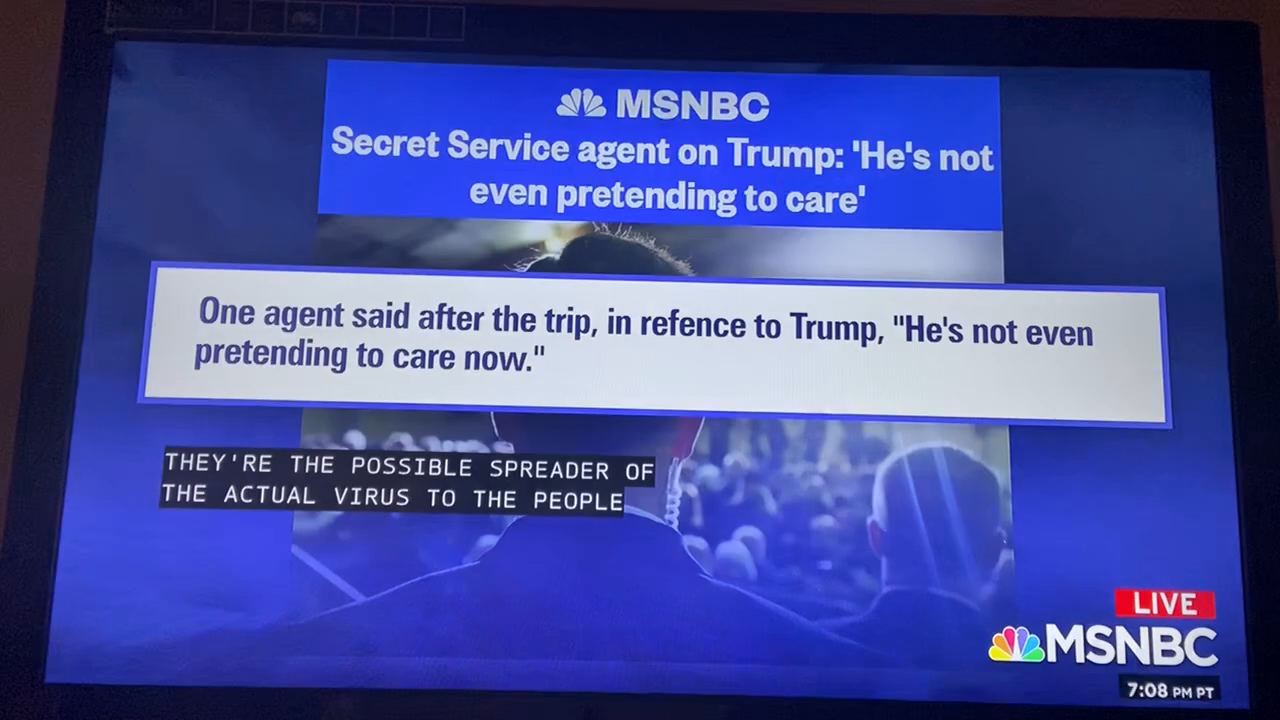 MSNBC
Secret Service agent on Trump: 'He's not
even pretending to care'
One agent said after the trip, in refence to Trump, "He's not even
pretending to care now."
THEY'RE THE POSSIBLE SPREADER OF
THE ACTUAL VIRUS TO THE PEOPLE
LIVE
MSNBC
7:08 PM PT